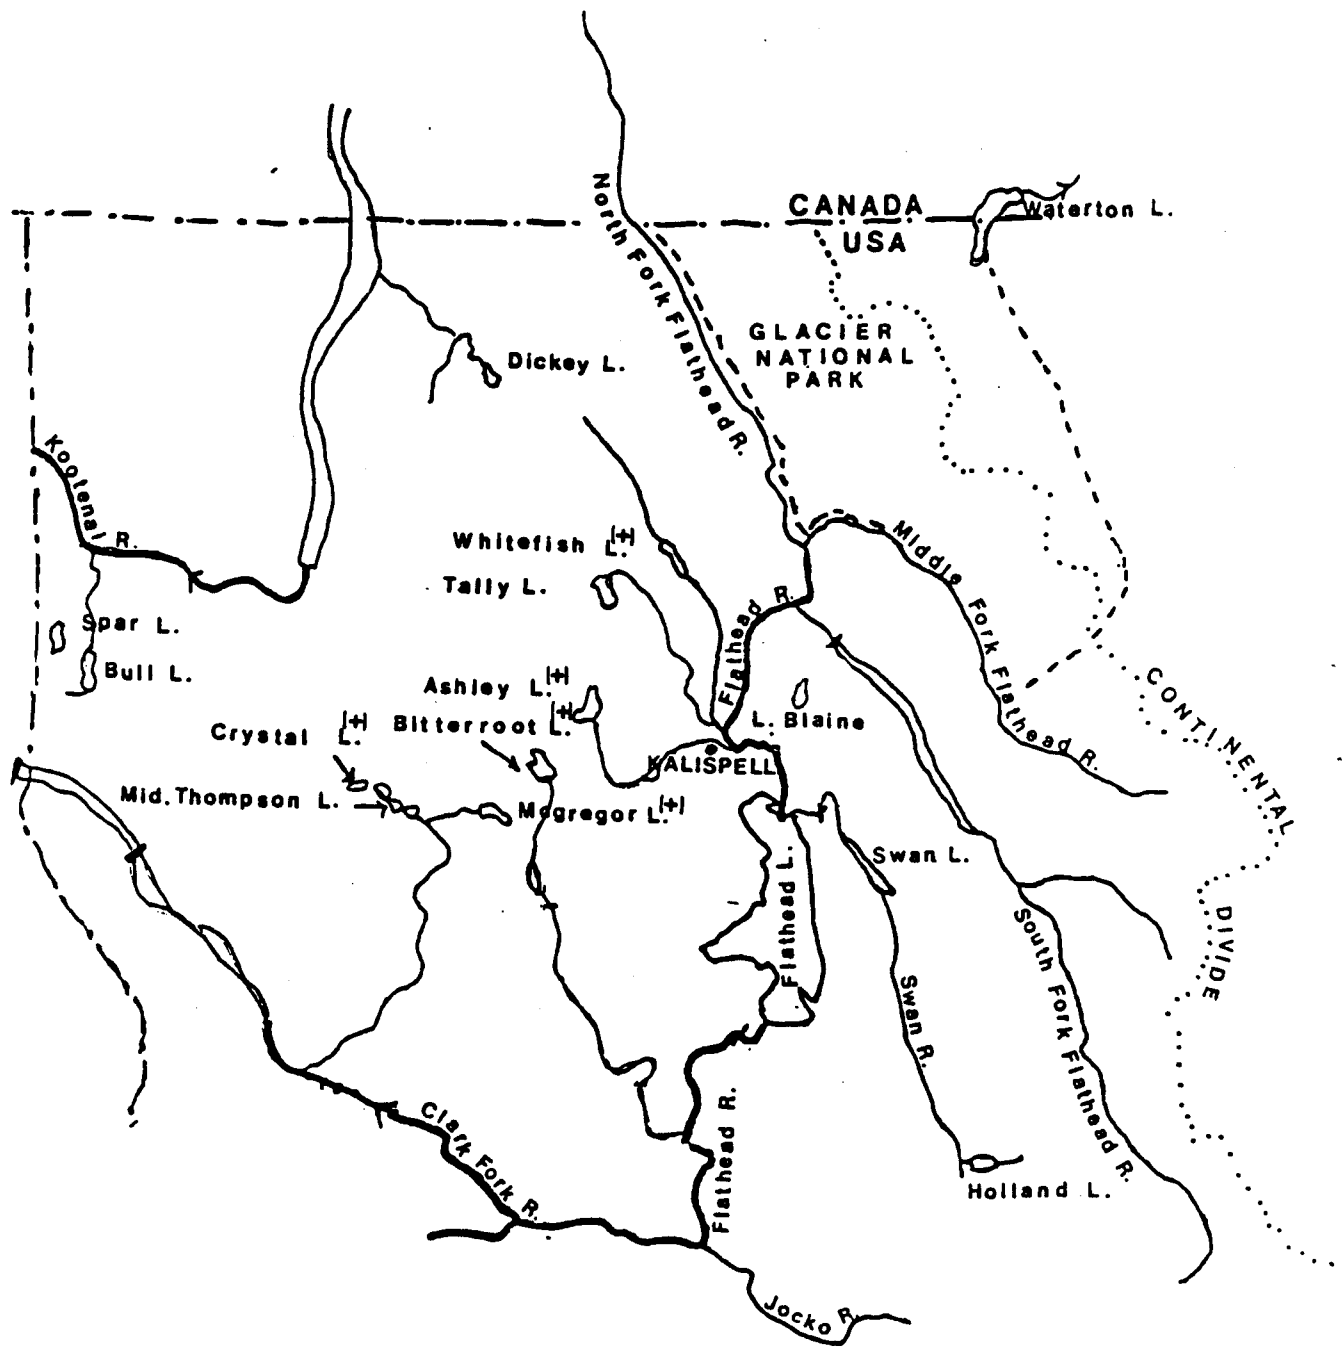 CANADA
USA
Waterton L.
North Fork Flathead R.
GLACIER
NATIONAL
PARK
Dickey L.
Kootenai R.
Whitefish L. [+]
Tally L.
Middle Fork Flathead R.
Flathead R.
Spar L.
Bull L.
Ashley L. [+]
Bitterroot L. [+]
Crystal L. [+]
L. Blaine
KALISPELL
CONTINENTAL
DIVIDE
Mid. Thompson L.
Mcgregor L. [+]
Flathead L.
Swan L.
South Fork Flathead R.
Swan R.
Clark Fork R.
Flathead R.
Holland L.
Jocko R.